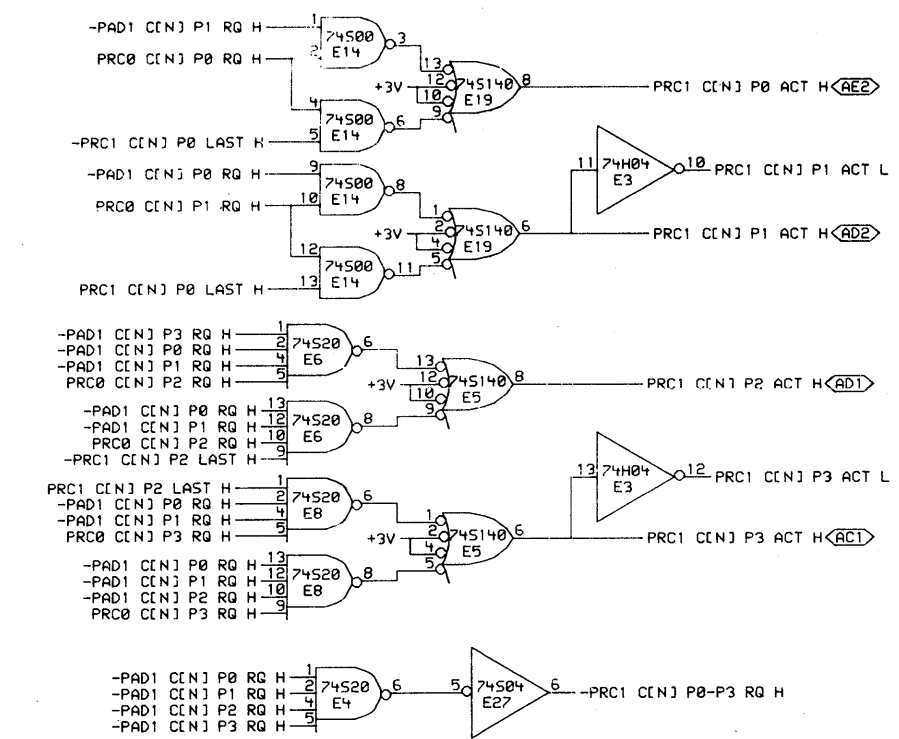 -PAD1 C[N] P1 RQ H 1
74S00 3
PRC0 C[N] P0 RQ H 2 E14
13
12 74S140 8 PRC1 C[N] P0 ACT H AE2
+3V 10 E19
4 74S00 6 9
-PRC1 C[N] P0 LAST H 5 E14
-PAD1 C[N] P0 RQ H 9 74S00 8
11 74H04 10 PRC1 C[N] P1 ACT L
E3
PRC0 C[N] P1 RQ H 10 E14
1
+3V 2 74S140 6 PRC1 C[N] P1 ACT H AD2
4 E19
12 74S00 11 5
PRC1 C[N] P0 LAST H 13 E14
-PAD1 C[N] P3 RQ H 1
-PAD1 C[N] P0 RQ H 2 74S20 6
-PAD1 C[N] P1 RQ H 4 E6
PRC0 C[N] P2 RQ H 5
13
+3V 12 74S140 8 PRC1 C[N] P2 ACT H AD1
10 E5
9
-PAD1 C[N] P0 RQ H 13
-PAD1 C[N] P1 RQ H 12 74S20 8
PRC0 C[N] P2 RQ H 10 E6
-PRC1 C[N] P2 LAST H 9
13 74H04 12 PRC1 C[N] P3 ACT L
E3
PRC1 C[N] P2 LAST H 1
-PAD1 C[N] P0 RQ H 2 74S20 6
-PAD1 C[N] P1 RQ H 4 E8
PRC0 C[N] P3 RQ H 5
1
+3V 2 74S140 6 PRC1 C[N] P3 ACT H AC1
4 E5
5
-PAD1 C[N] P0 RQ H 13
-PAD1 C[N] P1 RQ H 12 74S20 8
-PAD1 C[N] P2 RQ H 10 E8
PRC0 C[N] P3 RQ H 9
-PAD1 C[N] P0 RQ H 1
-PAD1 C[N] P1 RQ H 2 74S20 6 5 74S04 6 -PRC1 C[N] P0-P3 RQ H
-PAD1 C[N] P2 RQ H 4 E4 E27
-PAD1 C[N] P3 RQ H 5